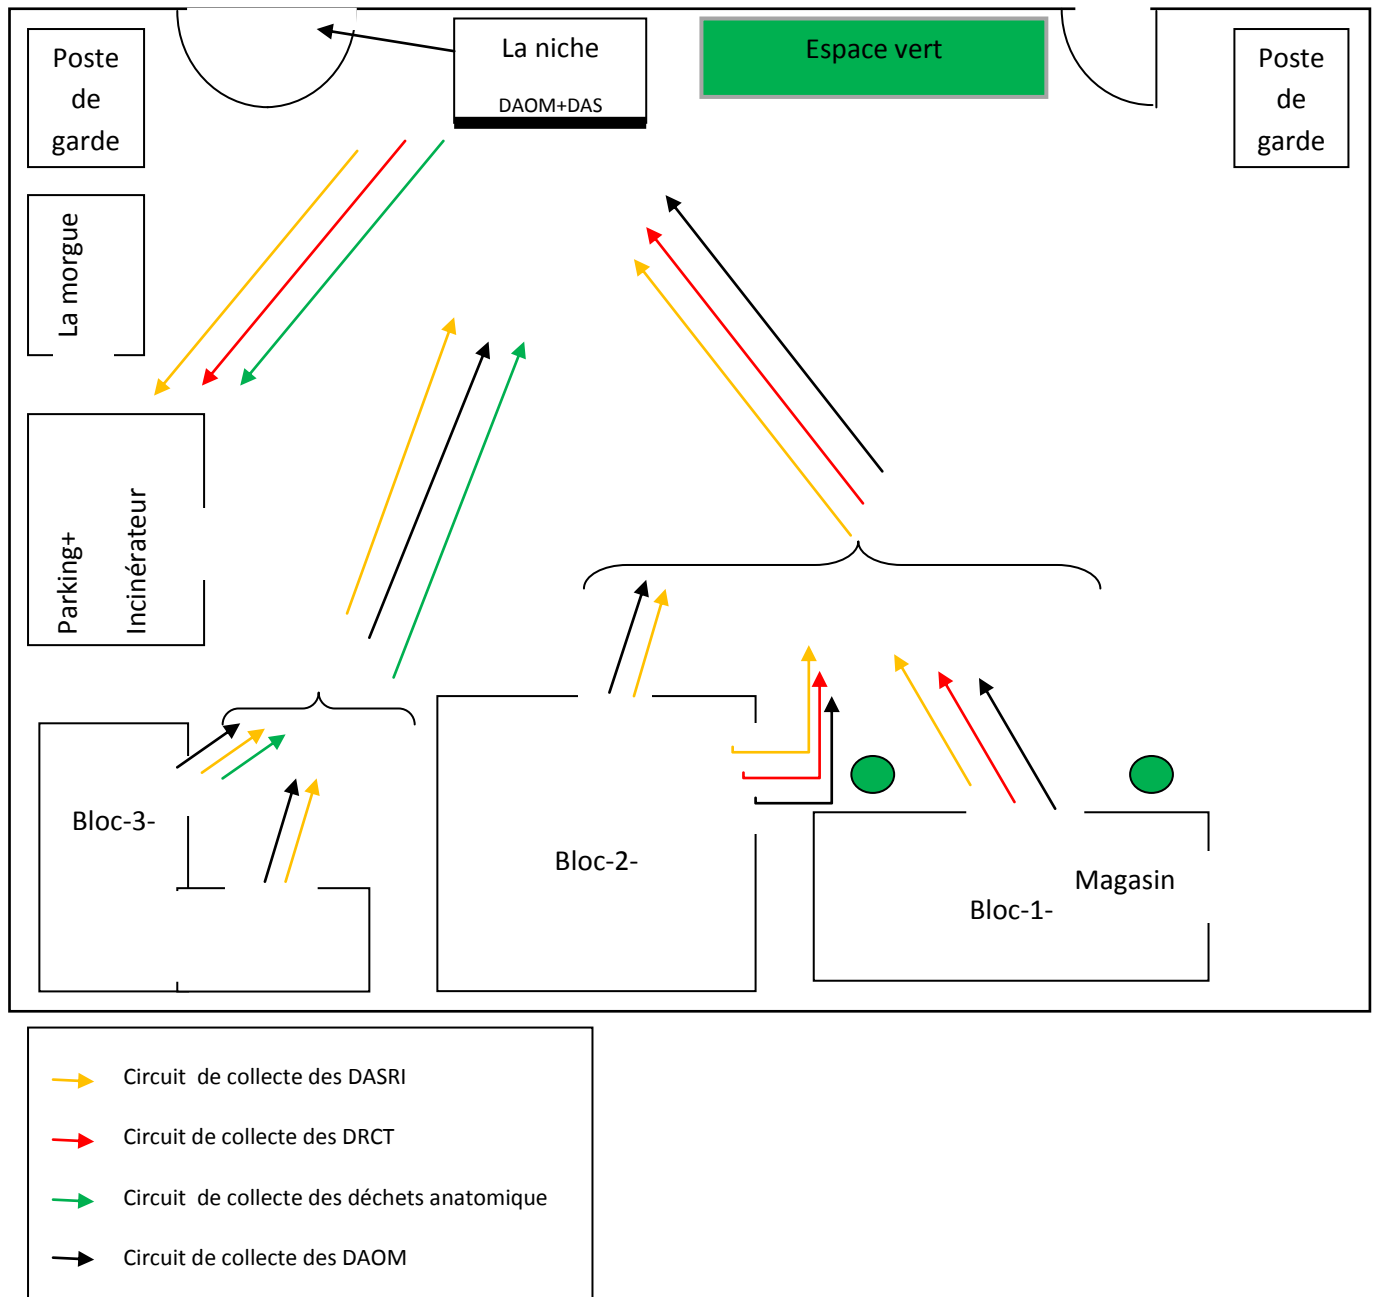 Poste
de
garde
La niche
DAOM+DAS
Espace vert
Poste
de
garde
La morgue
Parking+
Incinérateur
Bloc-3-
Bloc-2-
Magasin
Bloc-1-
Circuit de collecte des DASRI
Circuit de collecte des DRCT
Circuit de collecte des déchets anatomique
Circuit de collecte des DAOM